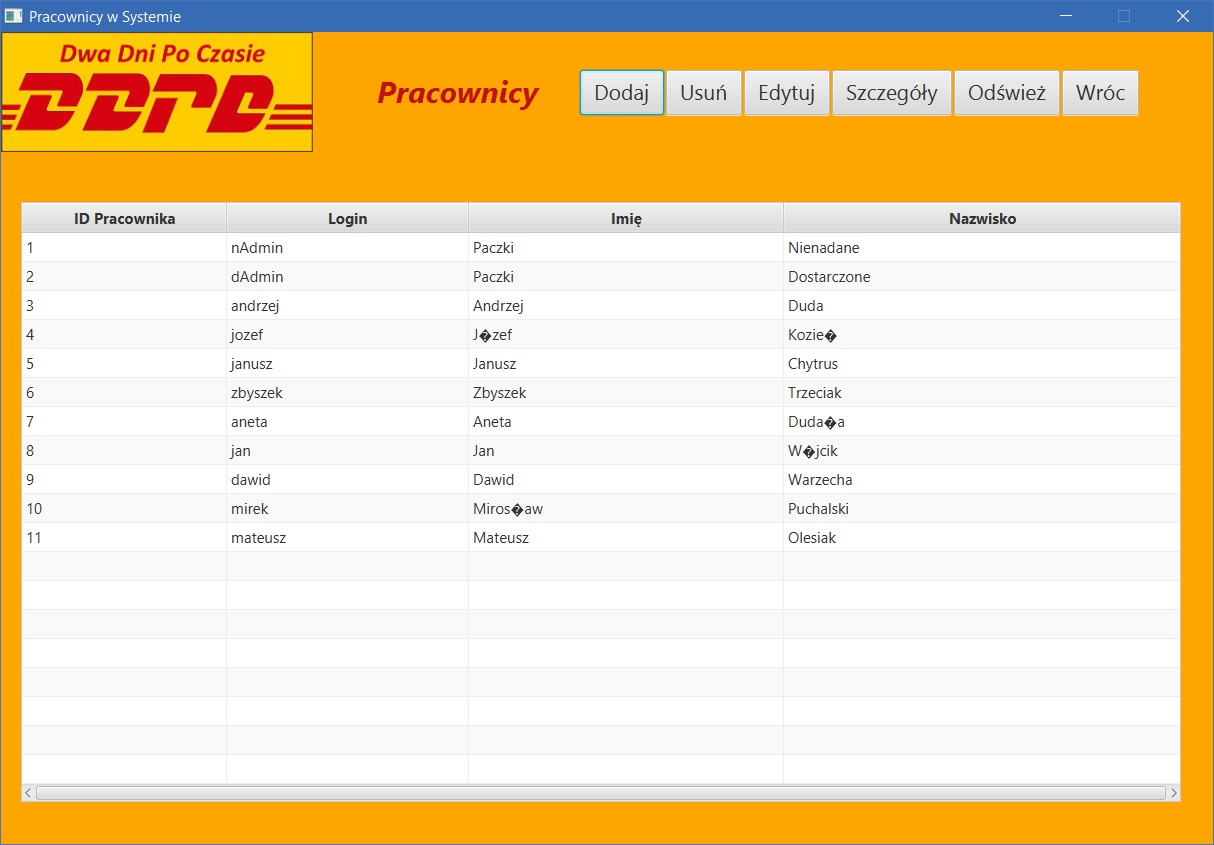 Pracownicy w Systemie
Dwa Dni Po Czasie
Pracownicy Dodaj Usuń Edytuj Szczegóły Odśwież Wróc
ID Pracownika Login Imię Nazwisko
1 nAdmin Paczki Nienadane
2 dAdmin Paczki Dostarczone
3 andrzej Andrzej Duda
4 jozef J�zef Kozie�
5 janusz Janusz Chytrus
6 zbyszek Zbyszek Trzeciak
7 aneta Aneta Duda�a
8 jan Jan W�jcik
9 dawid Dawid Warzecha
10 mirek Miros�aw Puchalski
11 mateusz Mateusz Olesiak